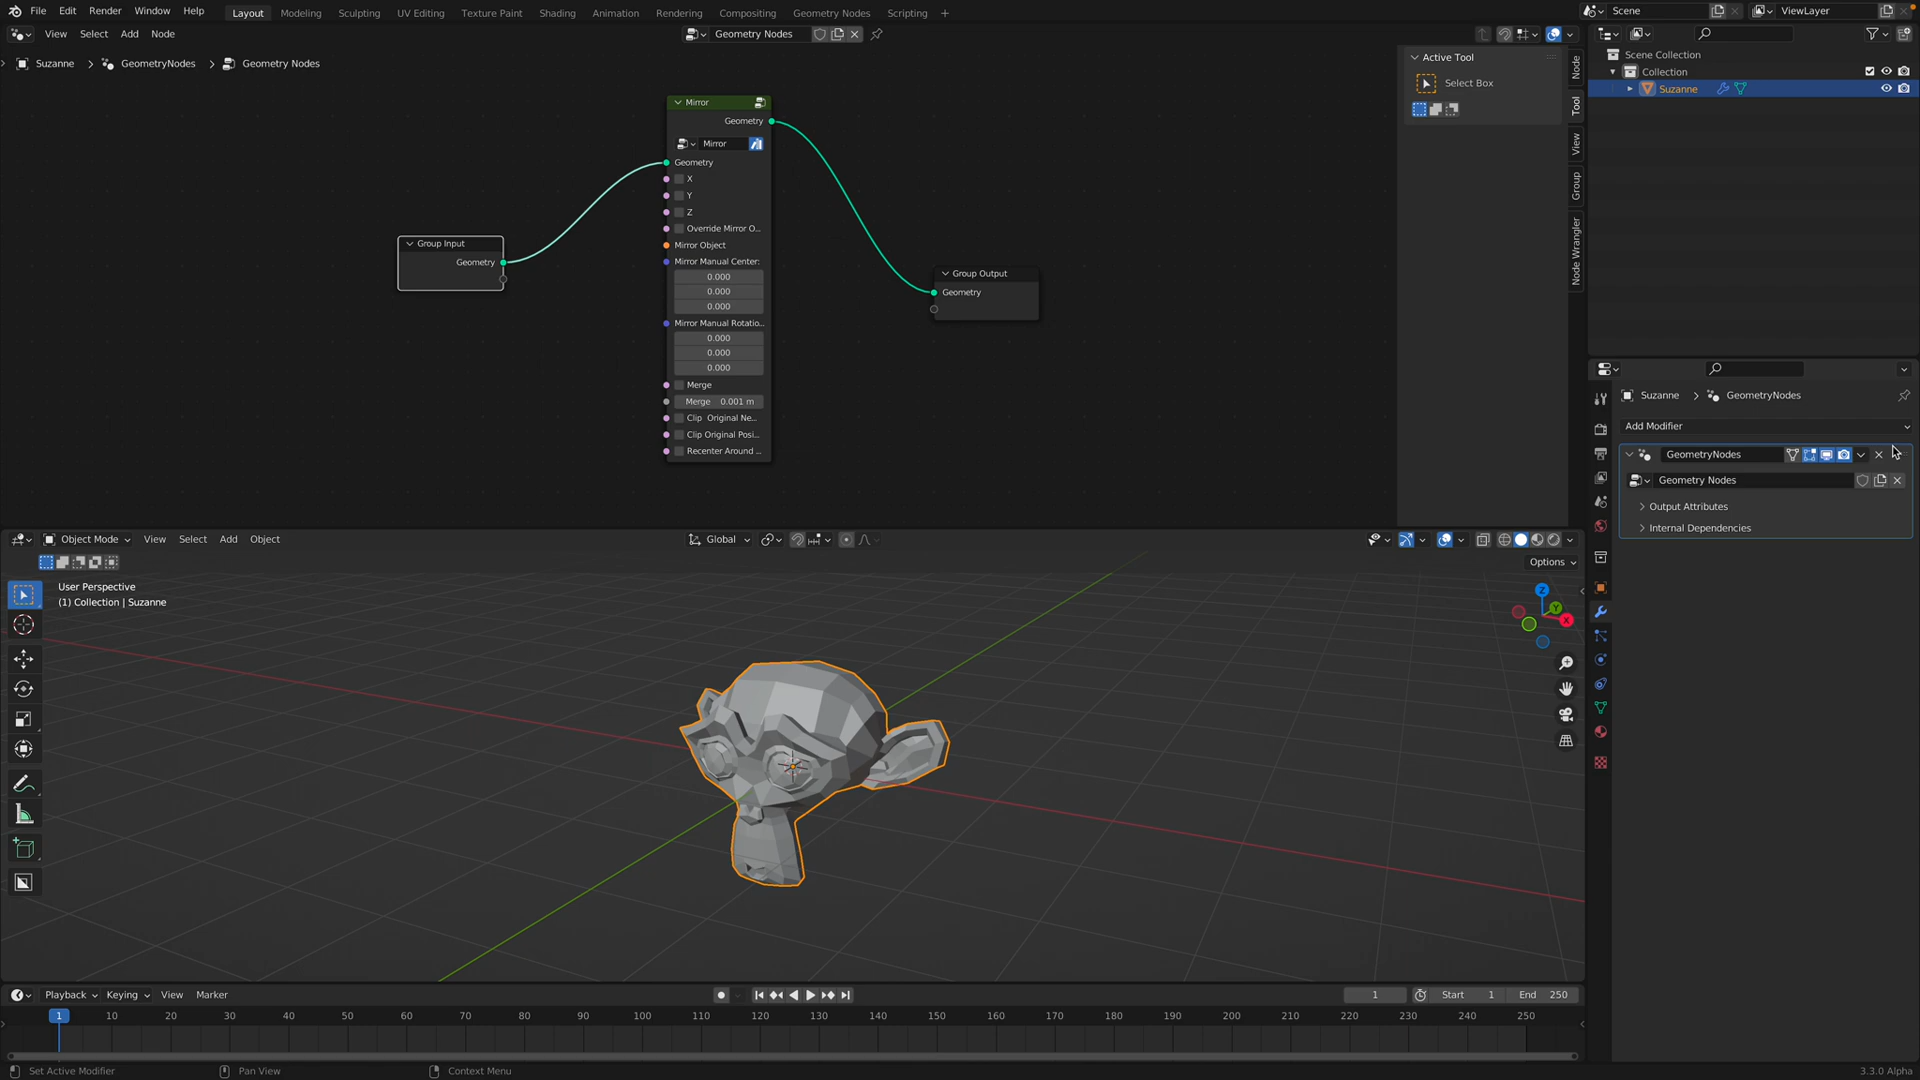 File Edit Render Window Help Layout Modeling Sculpting UV Editing Texture Paint Shading Animation Rendering Compositing Geometry Nodes Scripting + Scene ViewLayer
View Select Add Node Geometry Nodes
Suzanne > GeometryNodes > Geometry Nodes
Active Tool
Select Box
Node
Tool
View
Group
Node Wrangler
Mirror
Geometry
Mirror
Geometry
X
Y
Z
Override Mirror O...
Mirror Object
Mirror Manual Center:
0.000
0.000
0.000
Mirror Manual Rotatio...
0.000
0.000
0.000
Merge
Merge 0.001 m
Clip Original Ne...
Clip Original Posi...
Recenter Around ...
Group Input
Geometry
Group Output
Geometry
Scene Collection
Collection
Suzanne
Suzanne > GeometryNodes
Add Modifier
GeometryNodes
Geometry Nodes
Output Attributes
Internal Dependencies
Object Mode View Select Add Object Global
Options
User Perspective
(1) Collection | Suzanne
Z
Y
X
Playback Keying View Marker 1 Start 1 End 250
1 10 20 30 40 50 60 70 80 90 100 110 120 130 140 150 160 170 180 190 200 210 220 230 240 250
Set Active Modifier Pan View Context Menu 3.3.0 Alpha